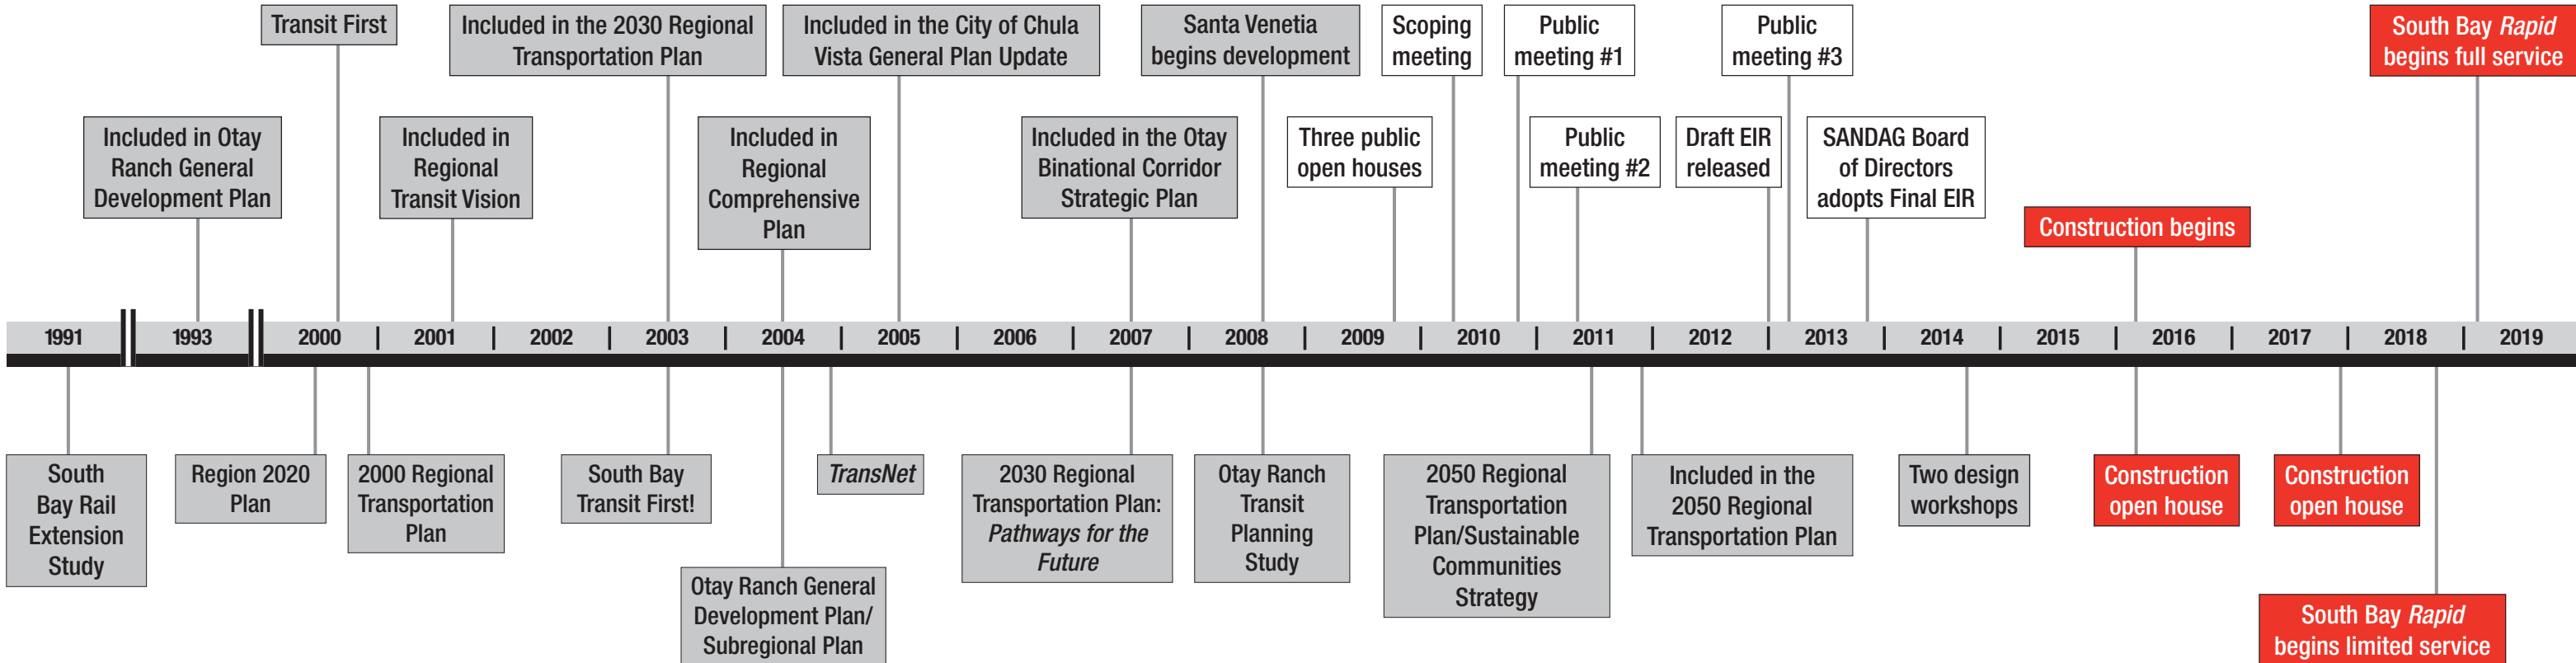 Transit First
Included in the 2030 Regional
Transportation Plan
Included in the City of Chula
Vista General Plan Update
Santa Venetia
begins development
Scoping
meeting
Public
meeting #1
Public
meeting #3
South Bay Rapid
begins full service
Included in Otay
Ranch General
Development Plan
Included in
Regional
Transit Vision
Included in
Regional
Comprehensive
Plan
Included in the Otay
Binational Corridor
Strategic Plan
Three public
open houses
Public
meeting #2
Draft EIR
released
SANDAG Board
of Directors
adopts Final EIR
Construction begins
1991 1993 2000 2001 2002 2003 2004 2005 2006 2007 2008 2009 2010 2011 2012 2013 2014 2015 2016 2017 2018 2019
South
Bay Rail
Extension
Study
Region 2020
Plan
2000 Regional
Transportation
Plan
South Bay
Transit First!
TransNet
2030 Regional
Transportation Plan:
Pathways for the
Future
Otay Ranch
Transit
Planning
Study
2050 Regional
Transportation
Plan/Sustainable
Communities
Strategy
Included in the
2050 Regional
Transportation Plan
Two design
workshops
Construction
open house
Construction
open house
Otay Ranch General
Development Plan/
Subregional Plan
South Bay Rapid
begins limited service